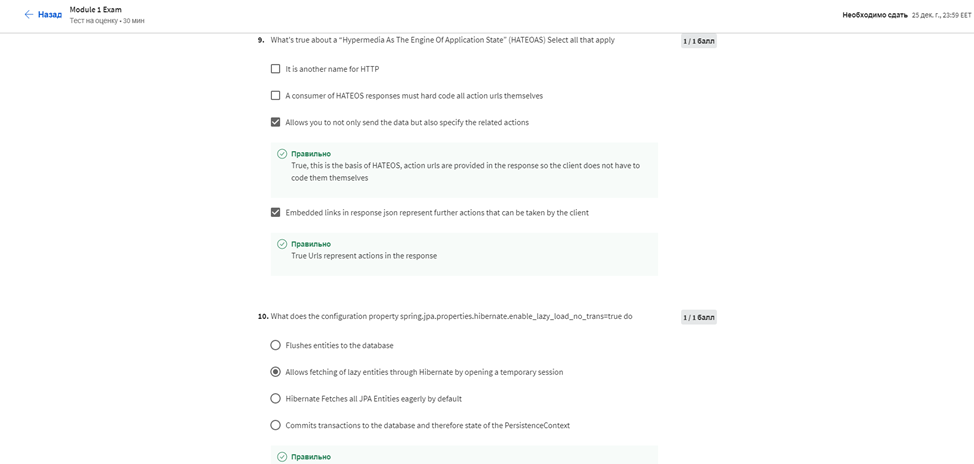 Назад
Module 1 Exam
Тест на оценку • 30 мин
Необходимо сдать 25 дек. г., 23:59 EET
9. What's true about a “Hypermedia As The Engine Of Application State” (HATEOAS) Select all that apply
1 / 1 балл
It is another name for HTTP
A consumer of HATEOS responses must hard code all action urls themselves
Allows you to not only send the data but also specify the related actions
Правильно
True, this is the basis of HATEOS, action urls are provided in the response so the client does not have to
code them themselves
Embedded links in response json represent further actions that can be taken by the client
Правильно
True Urls represent actions in the response
10. What does the configuration property spring.jpa.properties.hibernate.enable_lazy_load_no_trans=true do
1 / 1 балл
Flushes entities to the database
Allows fetching of lazy entities through Hibernate by opening a temporary session
Hibernate Fetches all JPA Entities eagerly by default
Commits transactions to the database and therefore state of the PersistenceContext
Правильно